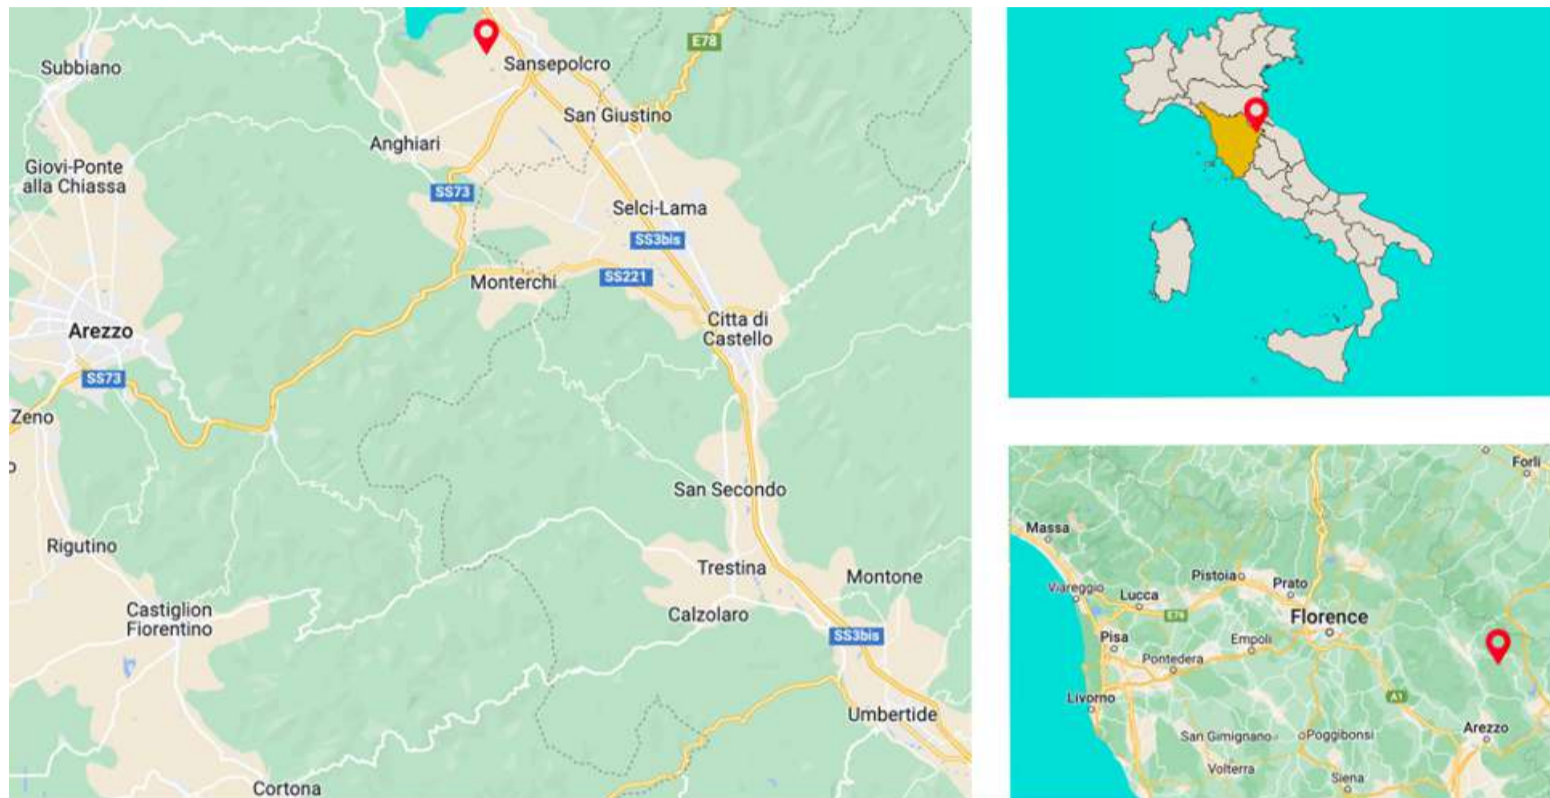 E78
Subbiano
Sansepolcro
San Giustino
Anghiari
Giovi-Ponte
alla Chiassa
SS73
Selci-Lama
SS3bis
SS221
Monterchi
Arezzo
Citta di
Castello
SS73
Zeno
o
San Secondo
Rigutino
Trestina
Montone
Castiglion
Fiorentino
Calzolaro
SS3bis
Umbertide
Cortona
Forli
Massa
Pistoia
Prato
Viareggio
Lucca
E76
Florence
Pisa
Empoli
Pontedera
Livorno
A1
Arezzo
San Gimignano
Poggibonsi
Volterra
Siena